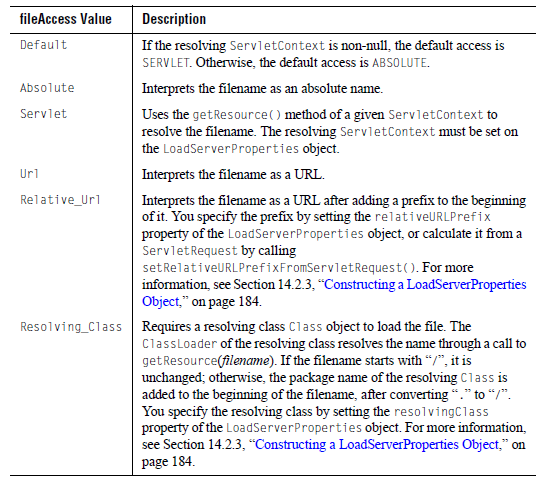 fileAccess Value Description
Default If the resolving ServletContext is non-null, the default access is
SERVLET. Otherwise, the default access is ABSOLUTE.
Absolute Interprets the filename as an absolute name.
Servlet Uses the getResource() method of a given ServletContext to
resolve the filename. The resolving ServletContext must be set on
the LoadServerProperties object.
Url Interprets the filename as a URL.
Relative_Url Interprets the filename as a URL after adding a prefix to the beginning
of it. You specify the prefix by setting the relativeURLPrefix
property of the LoadServerProperties object, or calculate it from a
ServletRequest by calling
setRelativeURLPrefixFromServletRequest(). For more
information, see Section 14.2.3, “Constructing a LoadServerProperties
Object,” on page 184.
Resolving_Class Requires a resolving class Class object to load the file. The
ClassLoader of the resolving class resolves the name through a call to
getResource(filename). If the filename starts with “/”, it is
unchanged; otherwise, the package name of the resolving Class is
added to the beginning of the filename, after converting “.” to “/”.
You specify the resolving class by setting the resolvingClass
property of the LoadServerProperties object. For more information,
see Section 14.2.3, “Constructing a LoadServerProperties Object,” on
page 184.